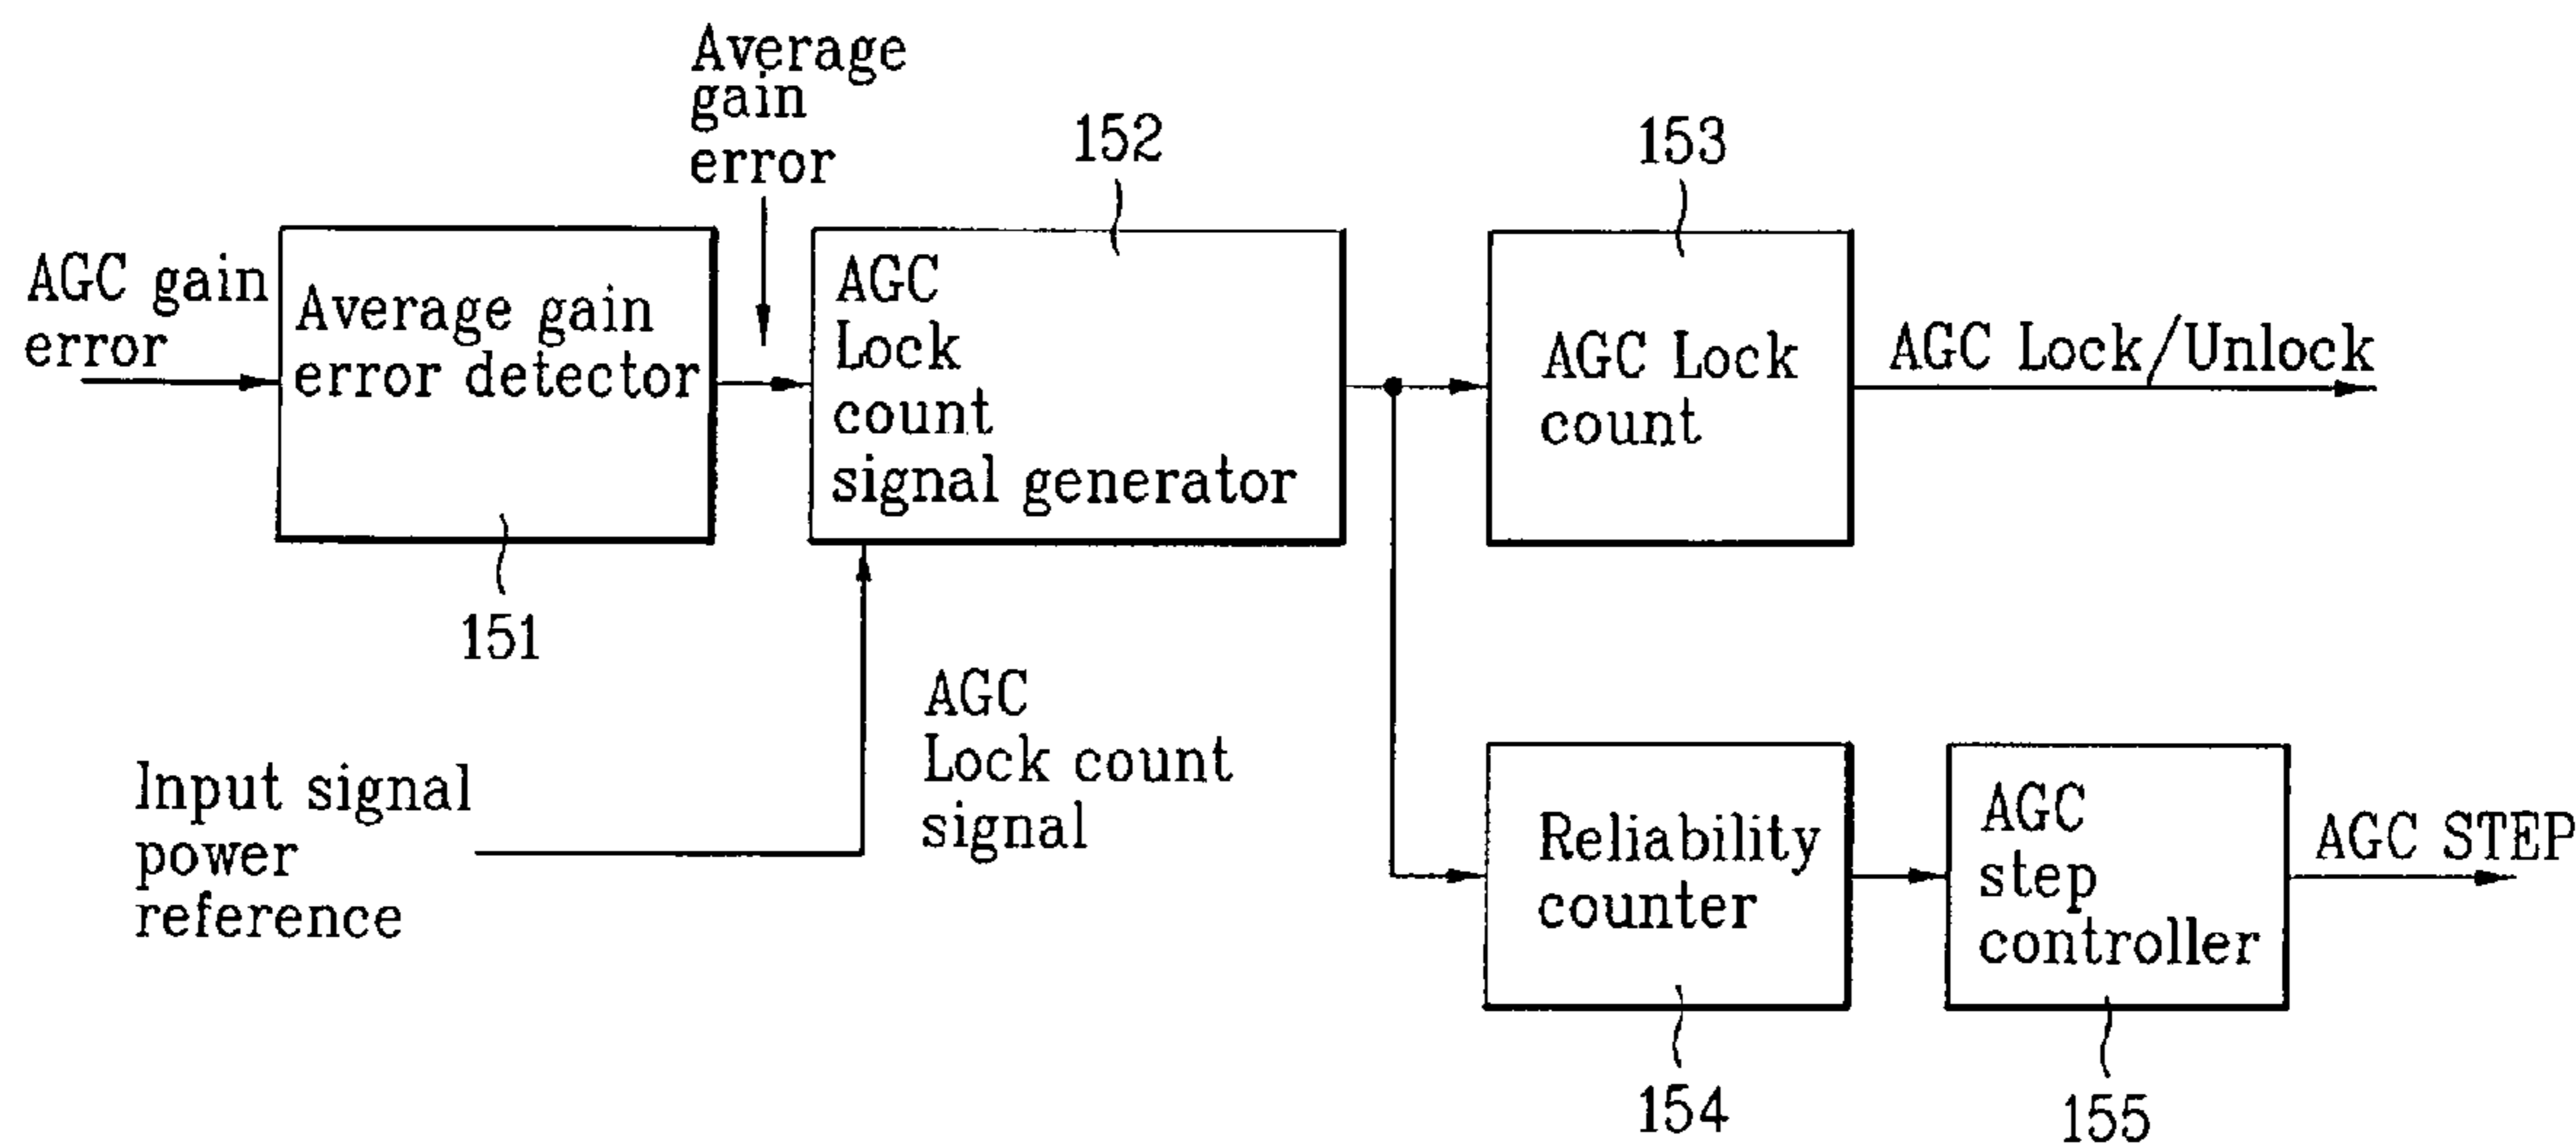 Average
gain
error
152
153
AGC gain
error
Average gain
error detector
AGC
Lock
count
signal generator
AGC Lock
count
AGC Lock/Unlock
151
AGC
Lock count
signal
Input signal
power
reference
Reliability
counter
AGC
step
controller
AGC STEP
154
155